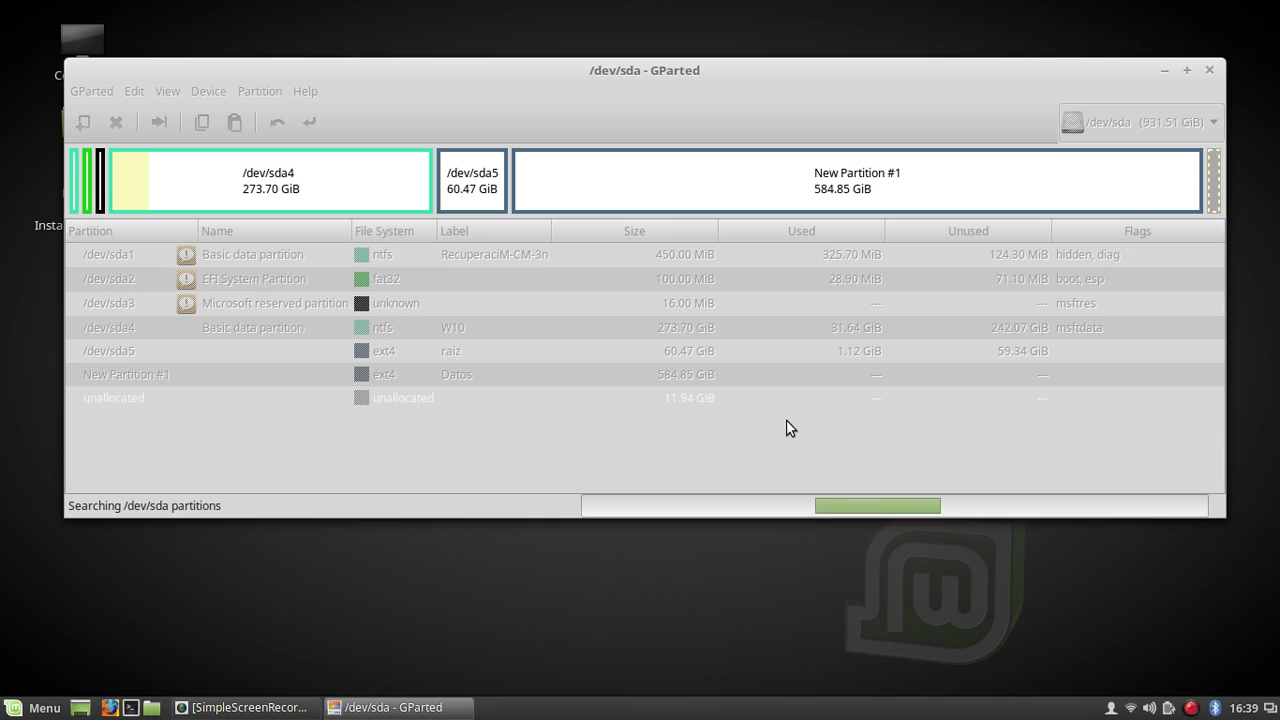 /dev/sda - GParted
GParted Edit View Device Partition Help
/dev/sda (931.51 GiB)
/dev/sda4
273.70 GiB
/dev/sda5
60.47 GiB
New Partition #1
584.85 GiB
Partition Name File System Label Size Used Unused Flags
/dev/sda1 Basic data partition ntfs RecuperaciM-CM-3n 450.00 MiB 325.70 MiB 124.30 MiB hidden, diag
/dev/sda2 EFI System Partition fat32 100.00 MiB 28.90 MiB 71.10 MiB boot, esp
/dev/sda3 Microsoft reserved partition unknown 16.00 MiB --- --- msftres
/dev/sda4 Basic data partition ntfs W10 273.70 GiB 31.64 GiB 242.07 GiB msftdata
/dev/sda5 ext4 raiz 60.47 GiB 1.12 GiB 59.34 GiB
New Partition #1 ext4 Datos 584.85 GiB --- ---
unallocated unallocated 11.94 GiB --- ---
Insta
Searching /dev/sda partitions
Menu [SimpleScreenRecor... /dev/sda - GParted 16:39